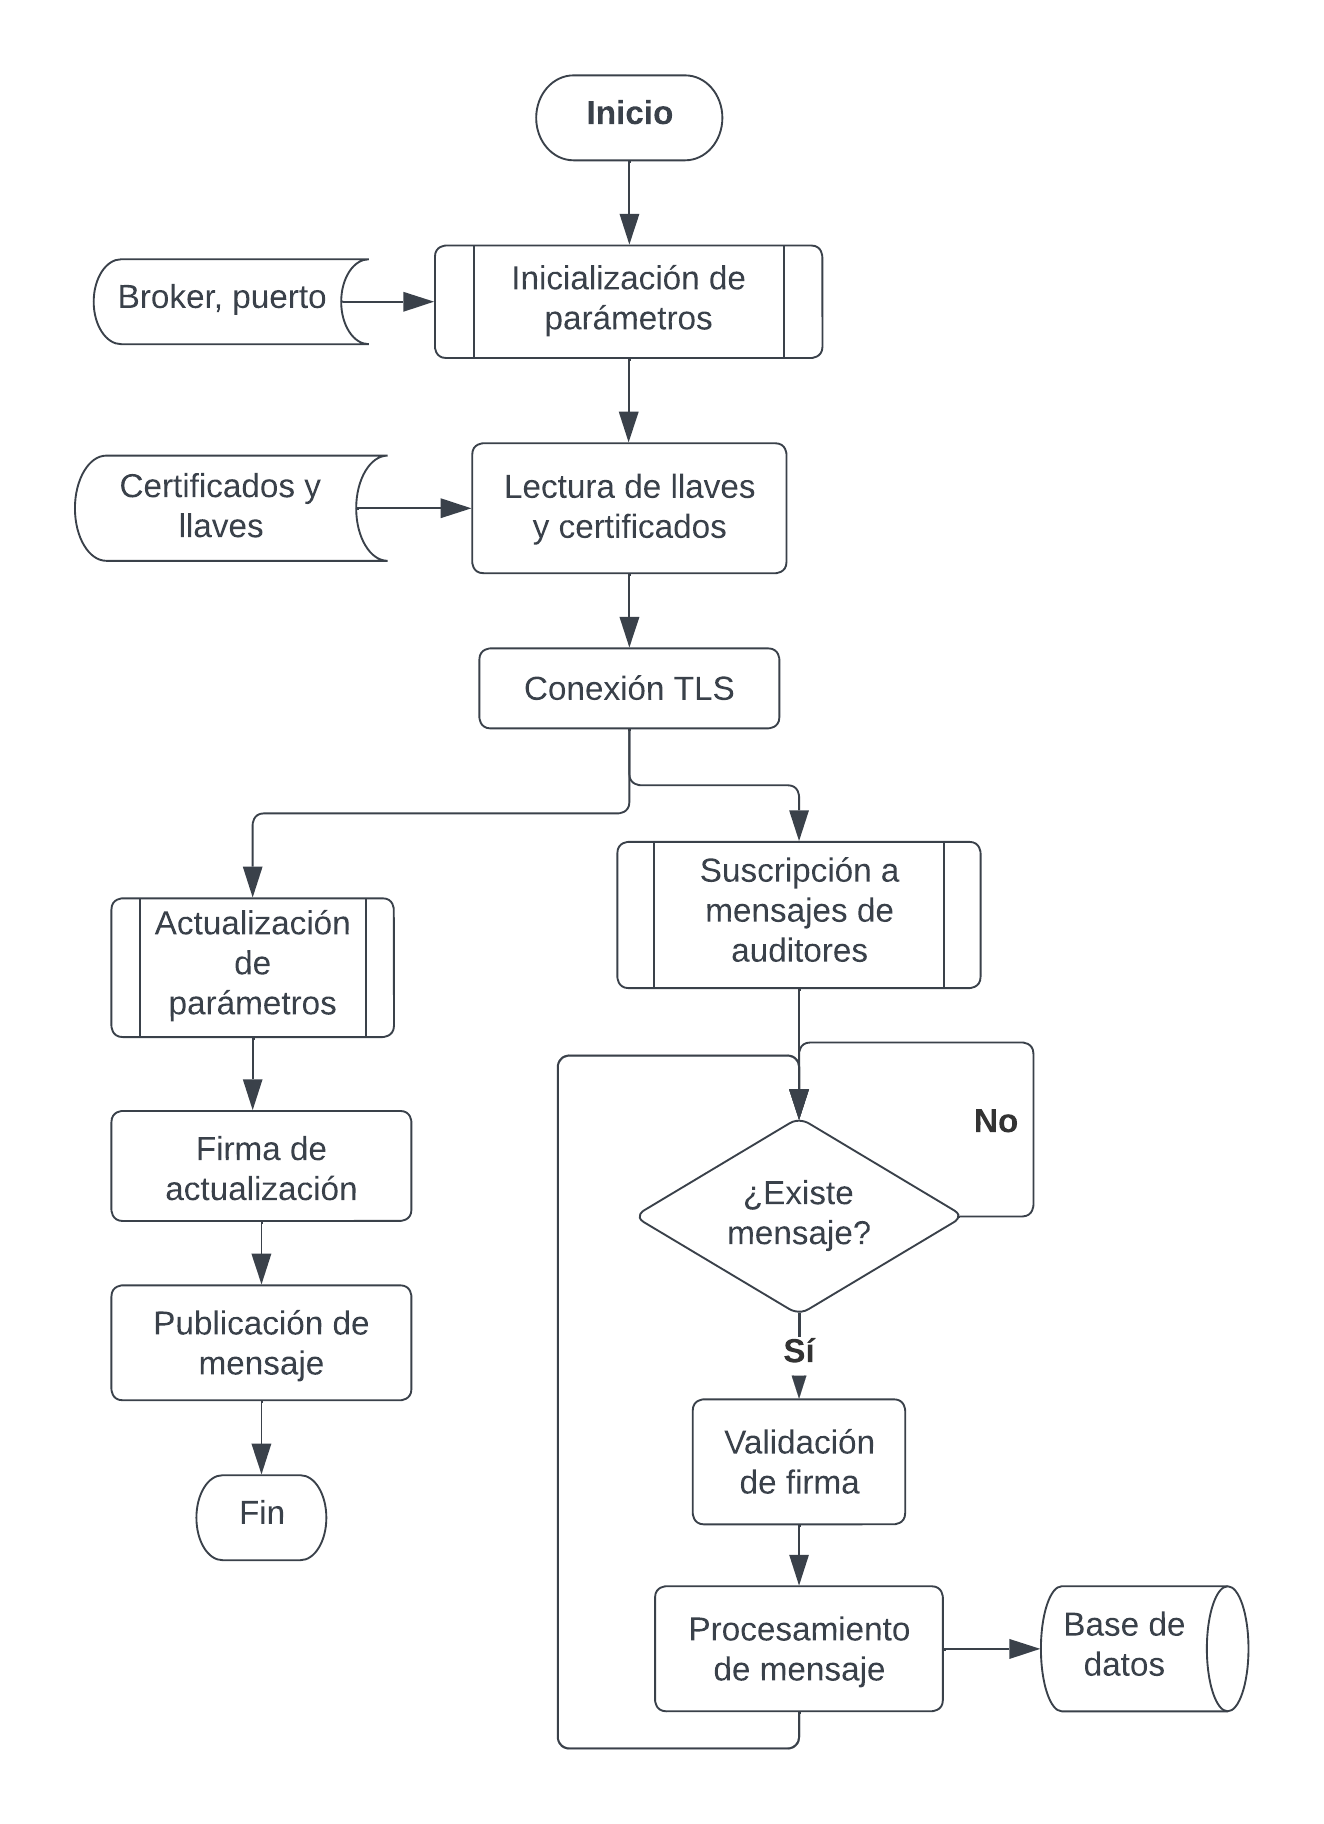 Inicio
Broker, puerto
Inicialización de
parámetros
Certificados y
llaves
Lectura de llaves
y certificados
Conexión TLS
Actualización
de
parámetros
Firma de
actualización
Publicación de
mensaje
Fin
Suscripción a
mensajes de
auditores
No
¿Existe
mensaje?
Sí
Validación
de firma
Procesamiento
de mensaje
Base de
datos